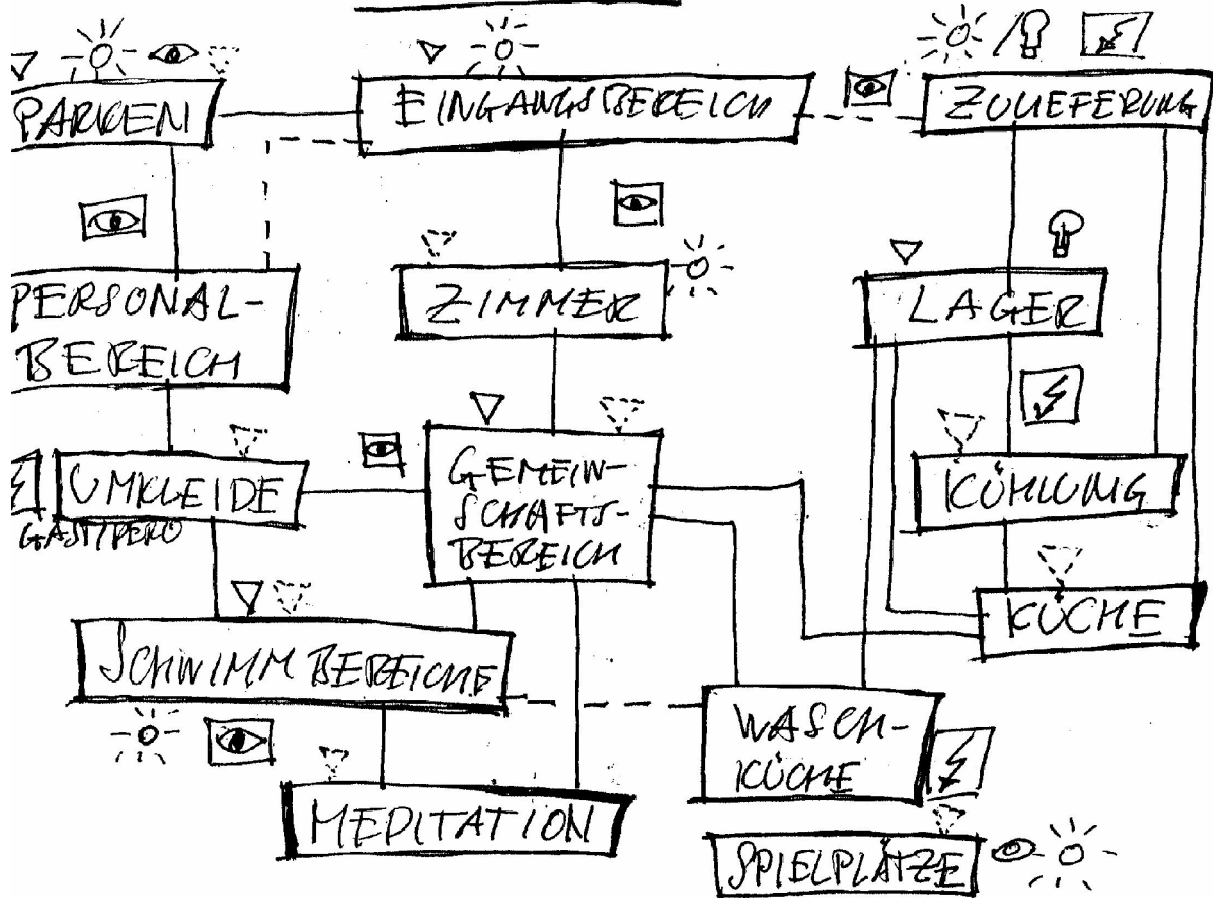 PARKEN
EINGANGSBEREICH
ZULIEFERUNG
PERSONAL-
BEREICH
ZIMMER
LAGER
UMKLEIDE
GAST/PERO
GEMEIN-
SCHAFTS-
BEREICH
KÜHLUNG
KÜCHE
SCHWIMMBEREICHE
WASCH-
KÜCHE
MEDITATION
SPIELPLÄTZE